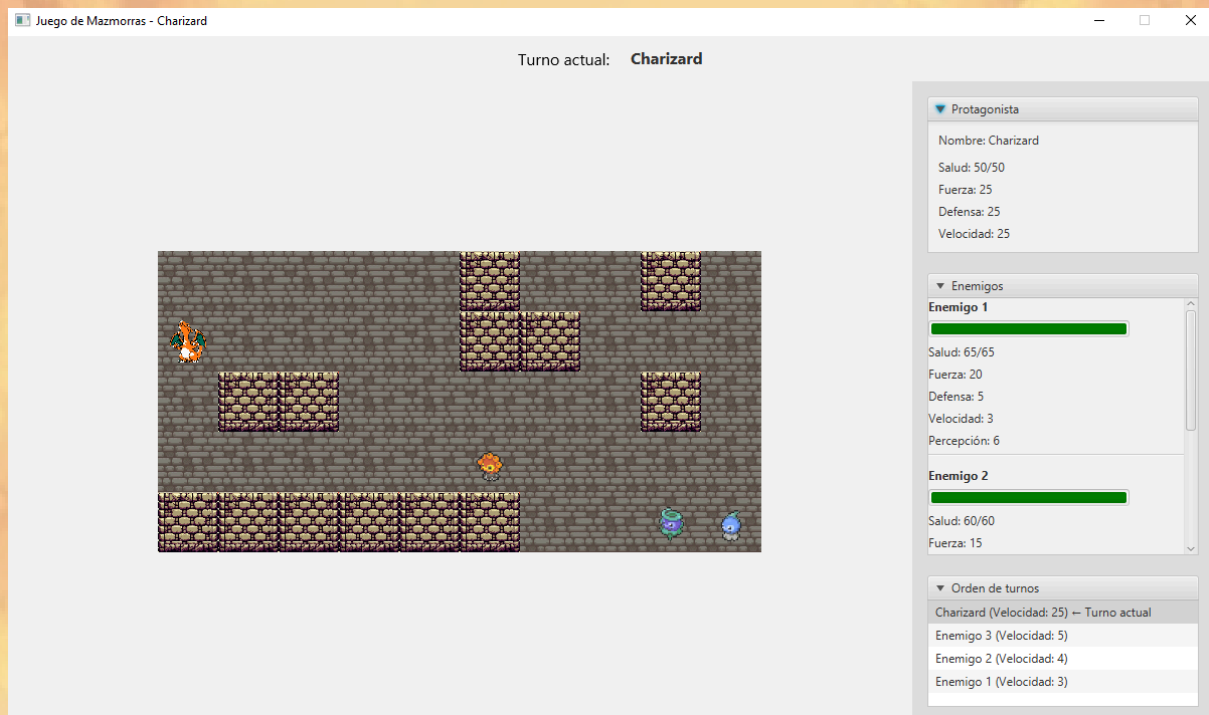 Juego de Mazmorras - Charizard
Turno actual: Charizard
Protagonista
Nombre: Charizard
Salud: 50/50
Fuerza: 25
Defensa: 25
Velocidad: 25
Enemigos
Enemigo 1
Salud: 65/65
Fuerza: 20
Defensa: 5
Velocidad: 3
Percepción: 6
Enemigo 2
Salud: 60/60
Fuerza: 15
Orden de turnos
Charizard (Velocidad: 25) ← Turno actual
Enemigo 3 (Velocidad: 5)
Enemigo 2 (Velocidad: 4)
Enemigo 1 (Velocidad: 3)